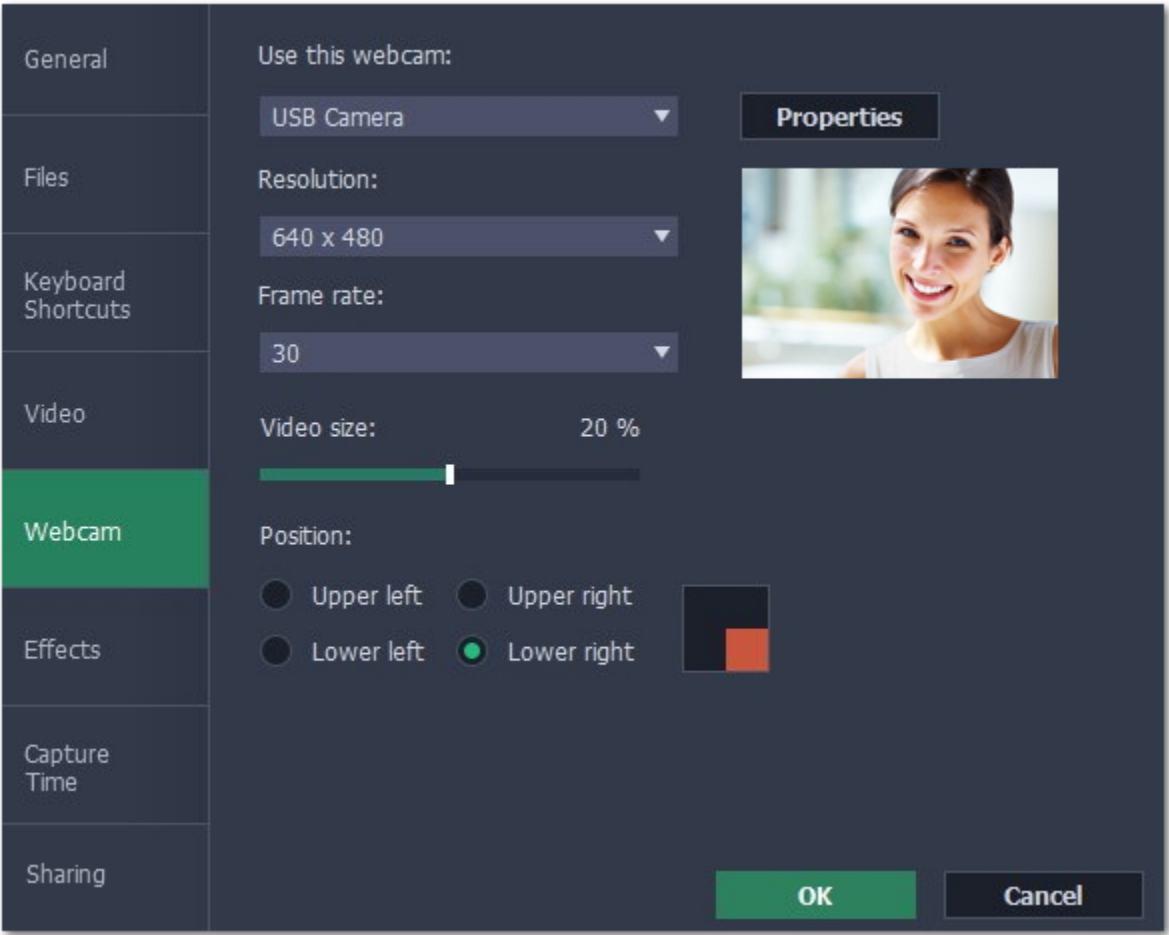 General
Files
Keyboard
Shortcuts
Video
Webcam
Effects
Capture
Time
Sharing
Use this webcam:
USB Camera
Properties
Resolution:
640 x 480
Frame rate:
30
Video size: 20 %
Position:
Upper left Upper right
Lower left Lower right
OK Cancel